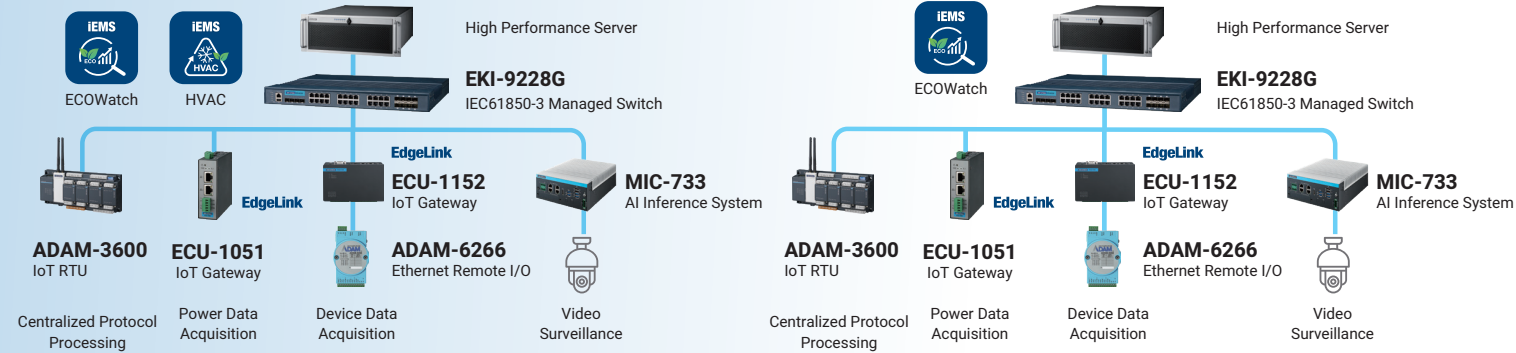 iEMS
ECO
ECOWatch
iEMS
HVAC
HVAC
High Performance Server
EKI-9228G
IEC61850-3 Managed Switch
EdgeLink
ADAM-3600
IoT RTU
EdgeLink
ECU-1051
IoT Gateway
ECU-1152
IoT Gateway
ADAM
ADAM-6266
Ethernet Remote I/O
MIC-733
AI Inference System
Centralized Protocol
Processing
Power Data
Acquisition
Device Data
Acquisition
Video
Surveillance
iEMS
ECO
ECOWatch
High Performance Server
EKI-9228G
IEC61850-3 Managed Switch
EdgeLink
ADAM-3600
IoT RTU
EdgeLink
ECU-1051
IoT Gateway
ECU-1152
IoT Gateway
ADAM
ADAM-6266
Ethernet Remote I/O
MIC-733
AI Inference System
Centralized Protocol
Processing
Power Data
Acquisition
Device Data
Acquisition
Video
Surveillance